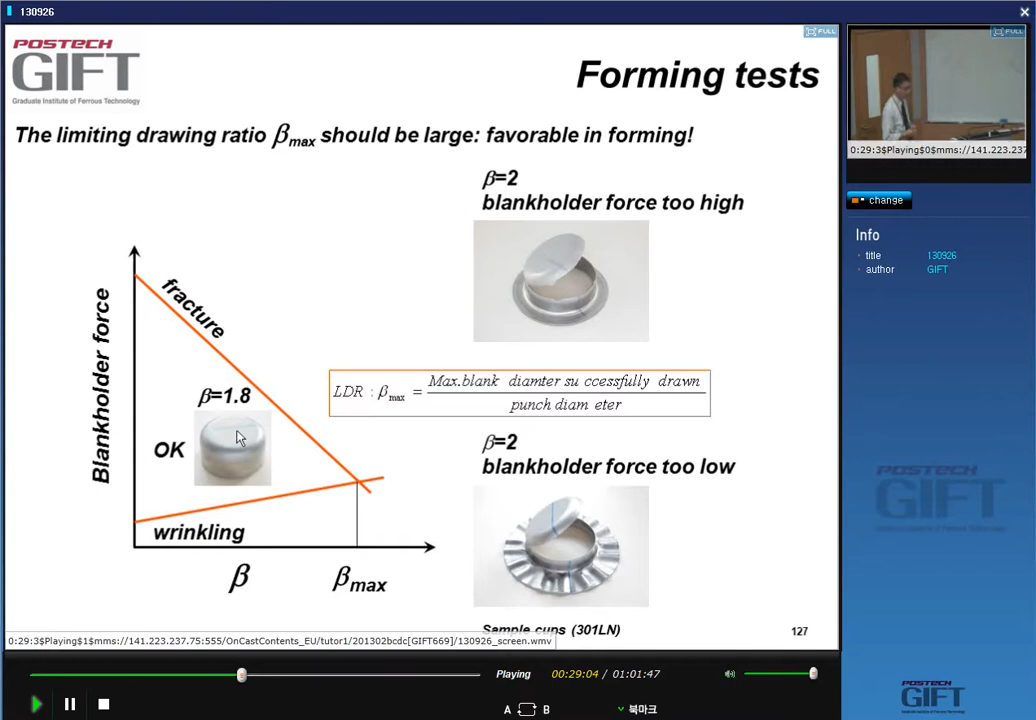 130926
POSTECH
GIFT
Graduate Institute of Ferrous Technology
FULL
Forming tests
The limiting drawing ratio βmax should be large: favorable in forming!
β=2
blankholder force too high
Blankholder force
fracture
β=1.8
OK
wrinkling
β
βmax
LDR : βmax = Max.blank diamter su ccessfully drawn
punch diam eter
β=2
blankholder force too low
Sample cups (301LN)
127
0:29:3$Playing$1$mms://141.223.237.75:555/OnCastContents_EU/tutor1/201302bcdc[GIFT669]/130926_screen.wmv
Playing
00:29:04 / 01:01:47
A B
북마크
FULL
0:29:3$Playing$0$mms://141.223.237
change
Info
title 130926
author GIFT
POSTECH
GIFT
POSTECH
GIFT